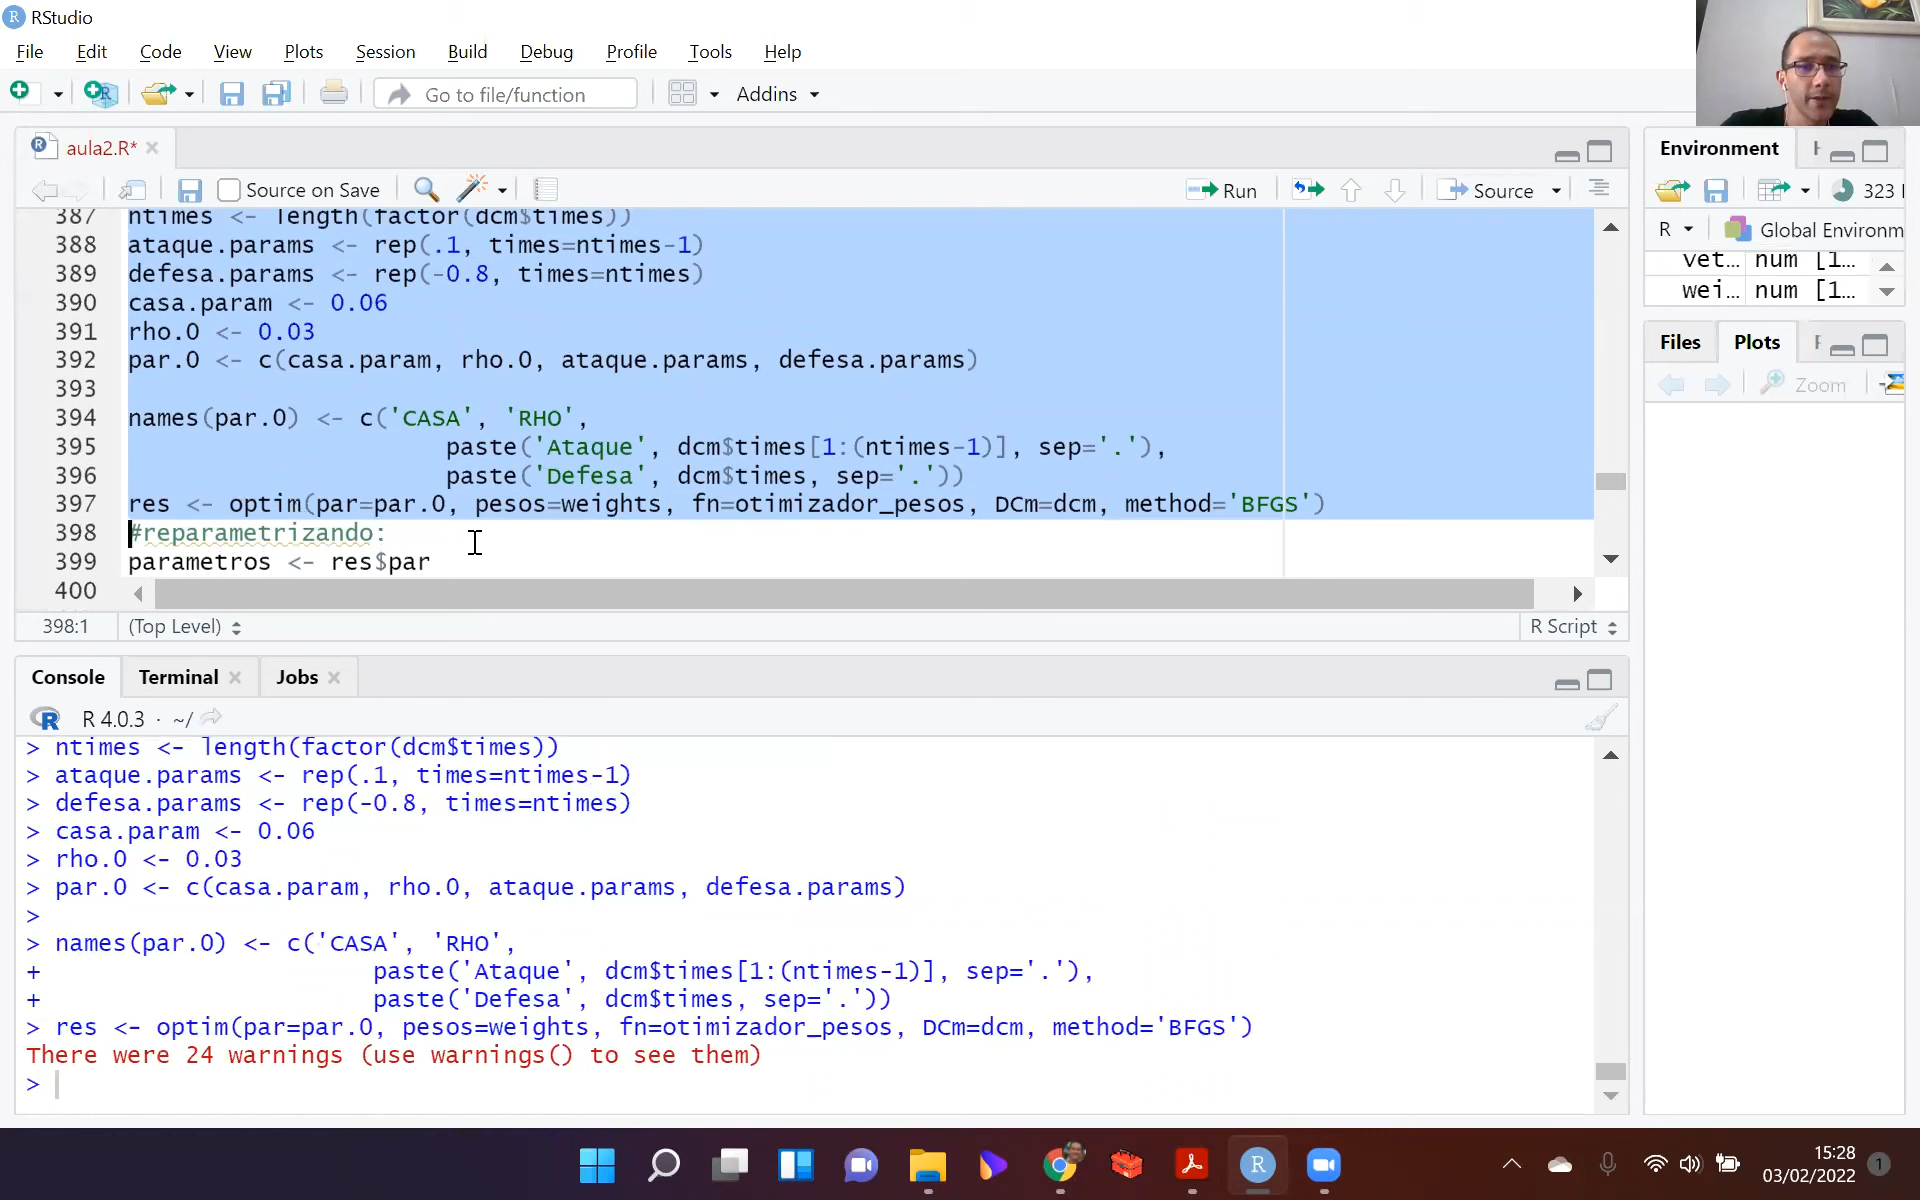 RStudio
File Edit Code View Plots Session Build Debug Profile Tools Help
Go to file/function Addins
aula2.R*
Source on Save Run Source
387 ntimes <- length(factor(dcm$times))
388 ataque.params <- rep(.1, times=ntimes-1)
389 defesa.params <- rep(-0.8, times=ntimes)
390 casa.param <- 0.06
391 rho.0 <- 0.03
392 par.0 <- c(casa.param, rho.0, ataque.params, defesa.params)
393
394 names(par.0) <- c('CASA', 'RHO',
395 paste('Ataque', dcm$times[1:(ntimes-1)], sep='.'),
396 paste('Defesa', dcm$times, sep='.'))
397 res <- optim(par=par.0, pesos=weights, fn=otimizador_pesos, DCm=dcm, method='BFGS')
398 #reparametrizando:
399 parametros <- res$par
400
398:1 (Top Level) R Script
Console Terminal Jobs
R 4.0.3 · ~/
> ntimes <- length(factor(dcm$times))
> ataque.params <- rep(.1, times=ntimes-1)
> defesa.params <- rep(-0.8, times=ntimes)
> casa.param <- 0.06
> rho.0 <- 0.03
> par.0 <- c(casa.param, rho.0, ataque.params, defesa.params)
>
> names(par.0) <- c('CASA', 'RHO',
+ paste('Ataque', dcm$times[1:(ntimes-1)], sep='.'),
+ paste('Defesa', dcm$times, sep='.'))
> res <- optim(par=par.0, pesos=weights, fn=otimizador_pesos, DCm=dcm, method='BFGS')
There were 24 warnings (use warnings() to see them)
>
Environment
323
R Global Environm
vet… num [1…
wei… num [1…
Files Plots
Zoom
15:28
03/02/2022
1